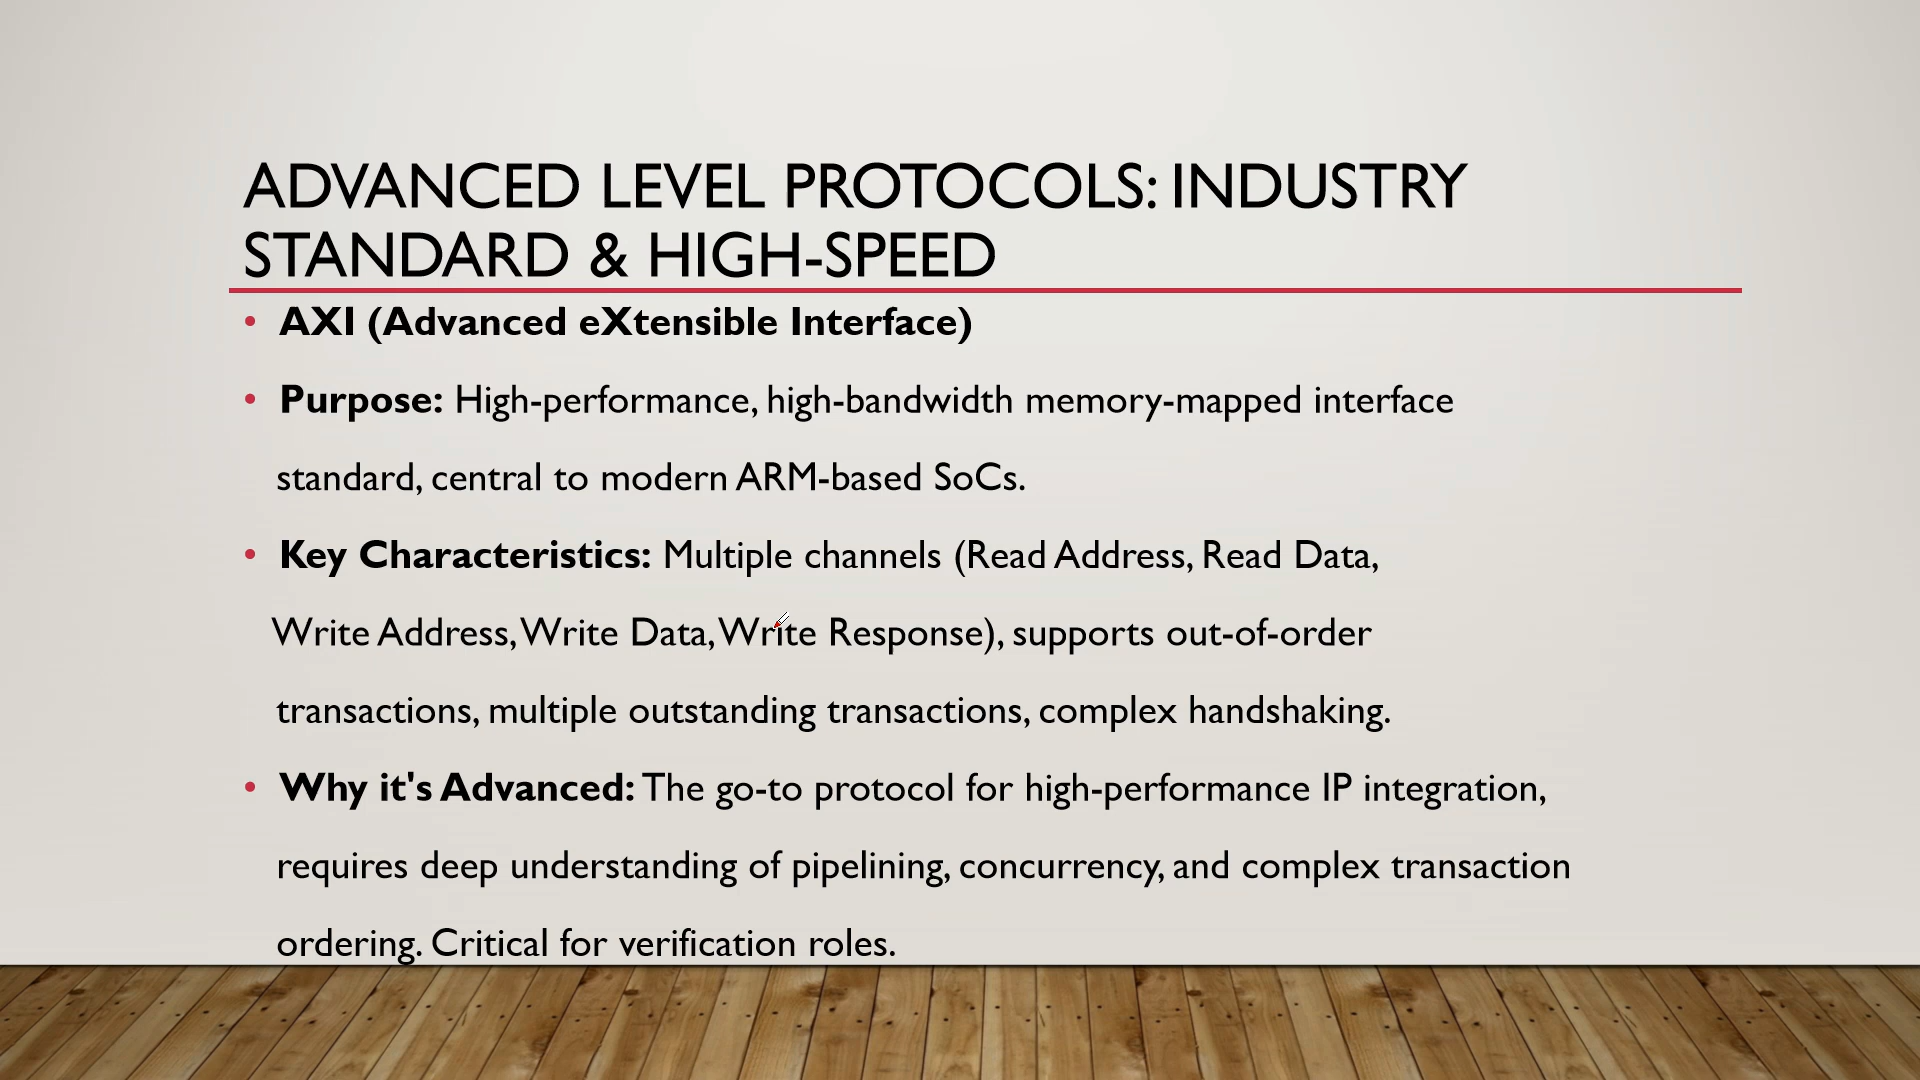 ADVANCED LEVEL PROTOCOLS: INDUSTRY
STANDARD & HIGH-SPEED
• AXI (Advanced eXtensible Interface)
• Purpose: High-performance, high-bandwidth memory-mapped interface
standard, central to modern ARM-based SoCs.
• Key Characteristics: Multiple channels (Read Address, Read Data,
Write Address, Write Data, Write Response), supports out-of-order
transactions, multiple outstanding transactions, complex handshaking.
• Why it's Advanced: The go-to protocol for high-performance IP integration,
requires deep understanding of pipelining, concurrency, and complex transaction
ordering. Critical for verification roles.